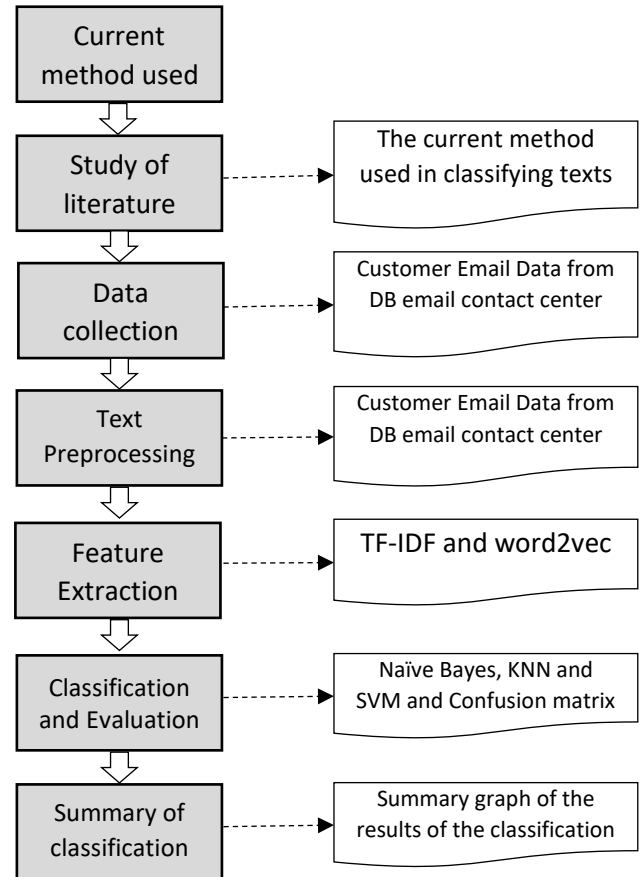 Current
method used
Study of
literature
The current method
used in classifying texts
Data
collection
Customer Email Data from
DB email contact center
Text
Preprocessing
Customer Email Data from
DB email contact center
Feature
Extraction
TF-IDF and word2vec
Classification
and Evaluation
Naïve Bayes, KNN and
SVM and Confusion matrix
Summary of
classification
Summary graph of the
results of the classification